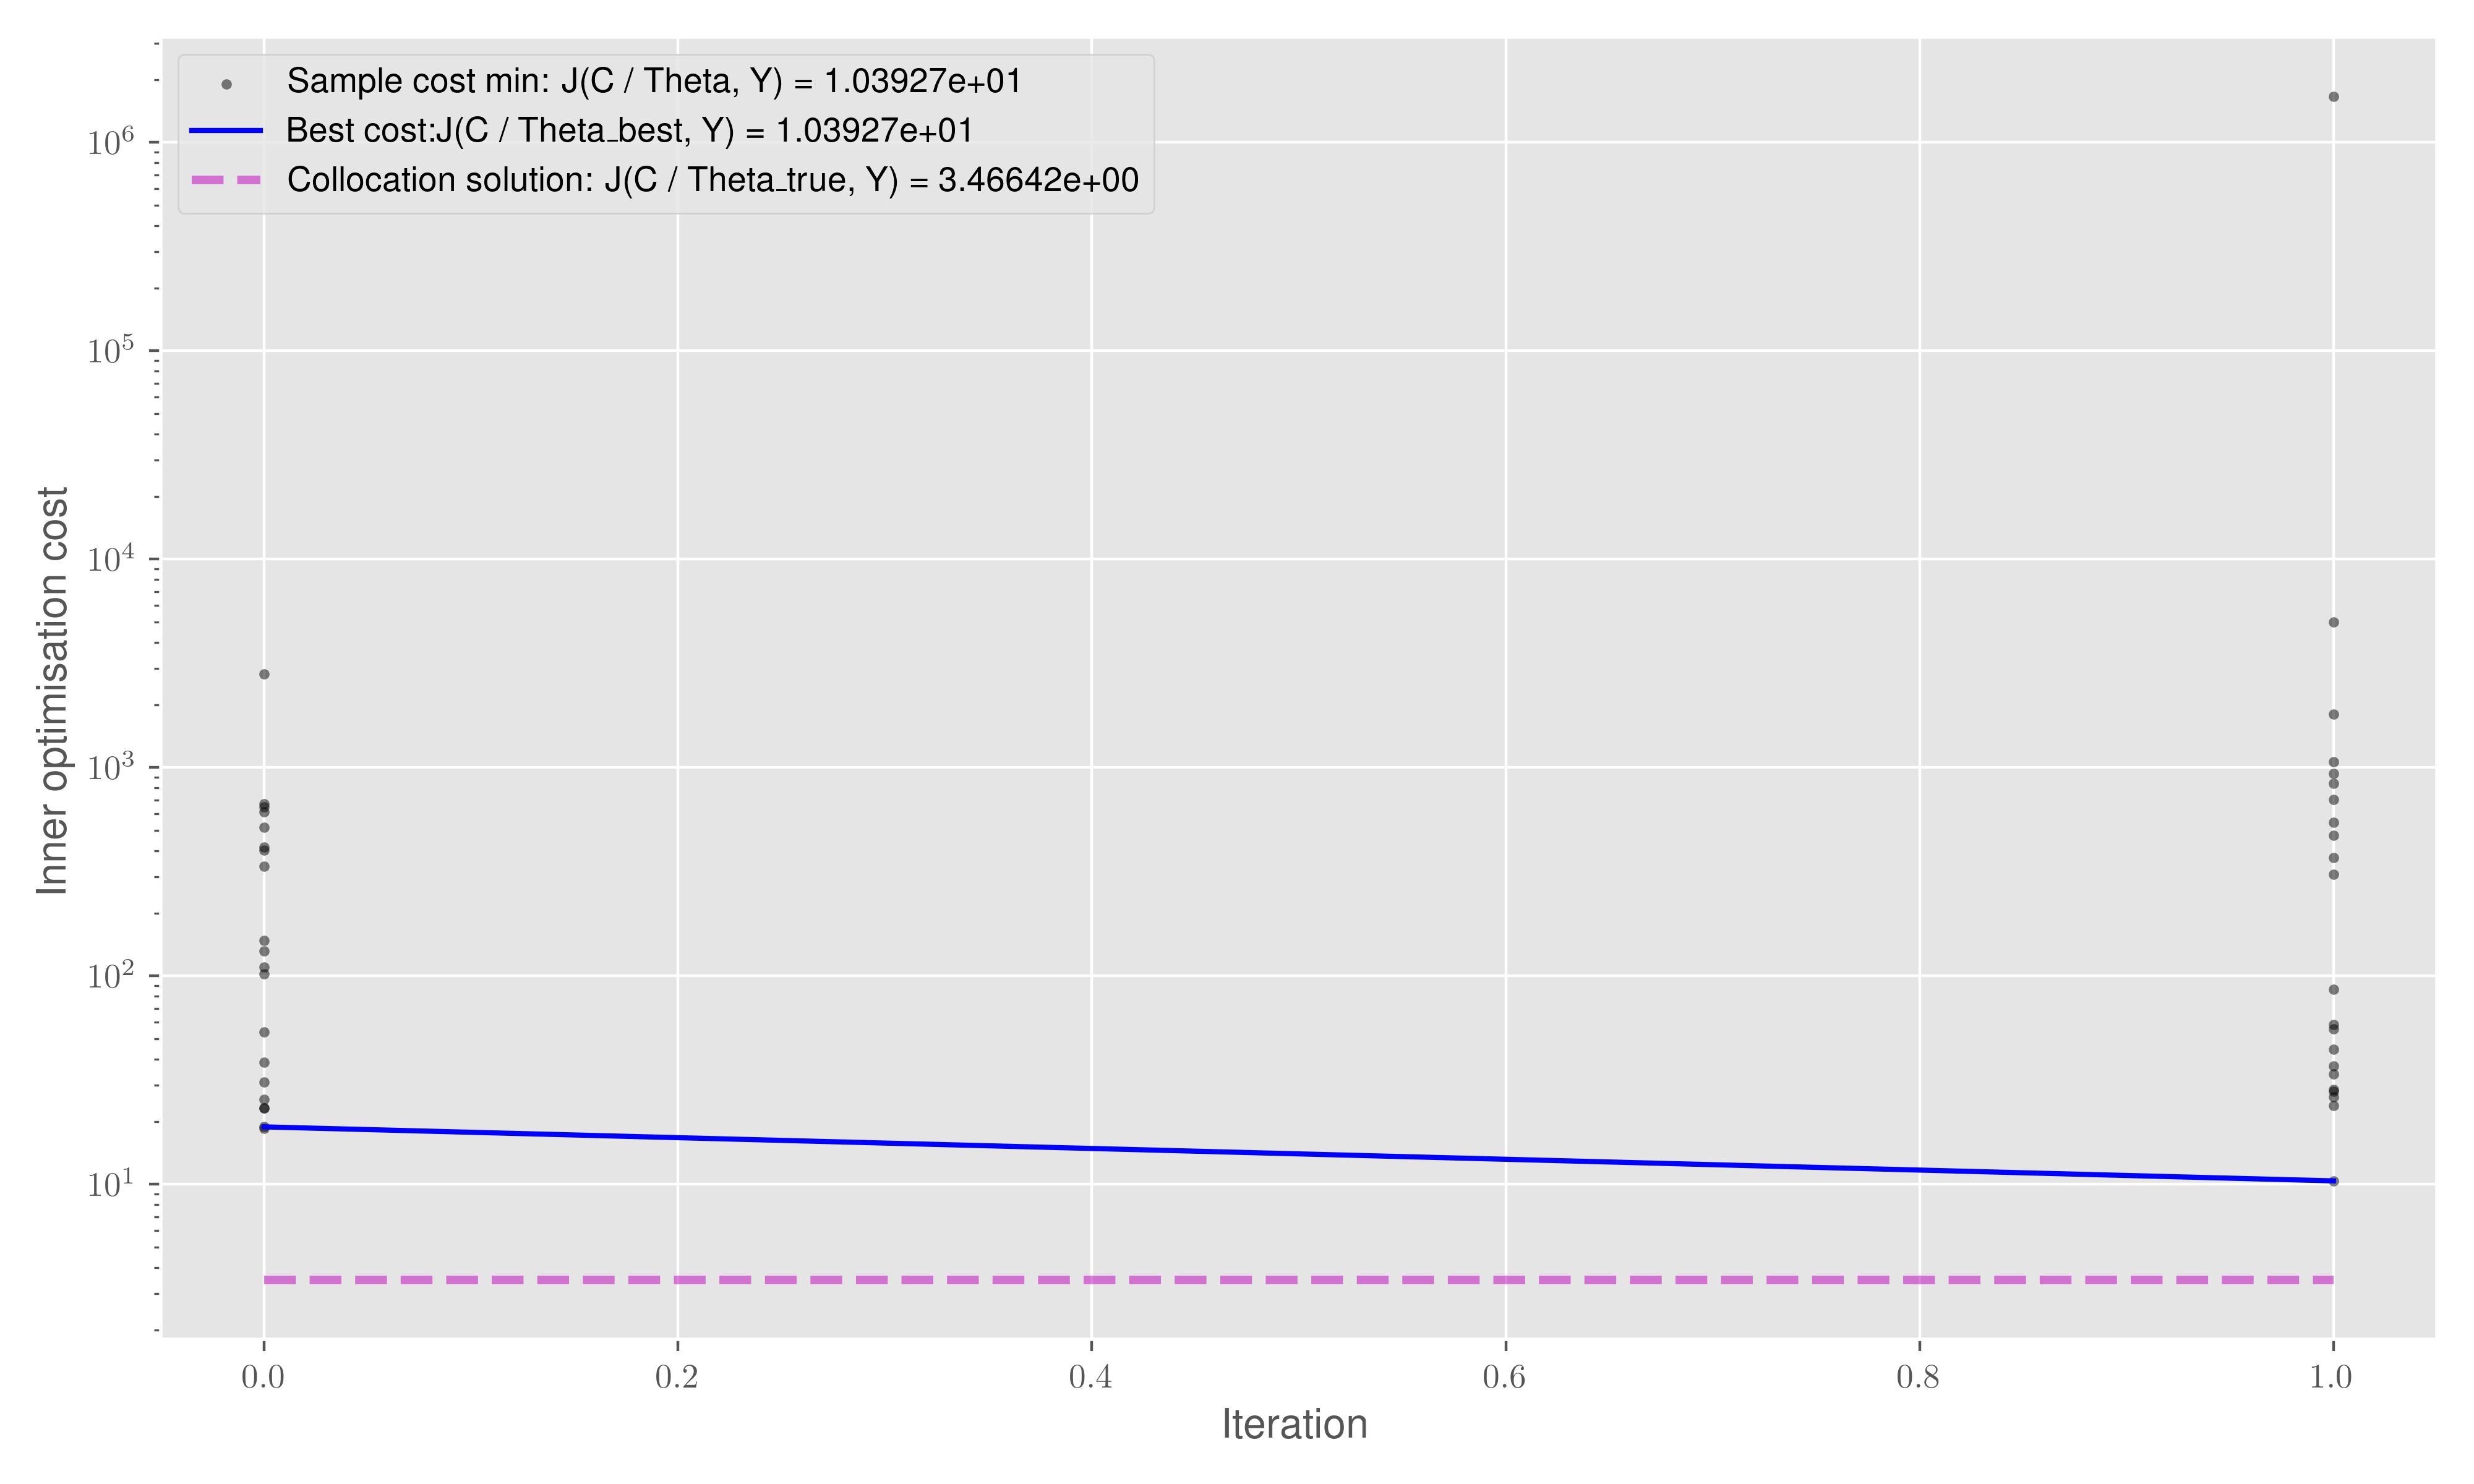 Sample cost min: J(C / Theta, Y) = 1.03927e+01
Best cost:J(C / Theta_best, Y) = 1.03927e+01
Collocation solution: J(C / Theta_true, Y) = 3.46642e+00
10^6
10^5
10^4
10^3
10^2
10^1
Inner optimisation cost
0.0 0.2 0.4 0.6 0.8 1.0
Iteration